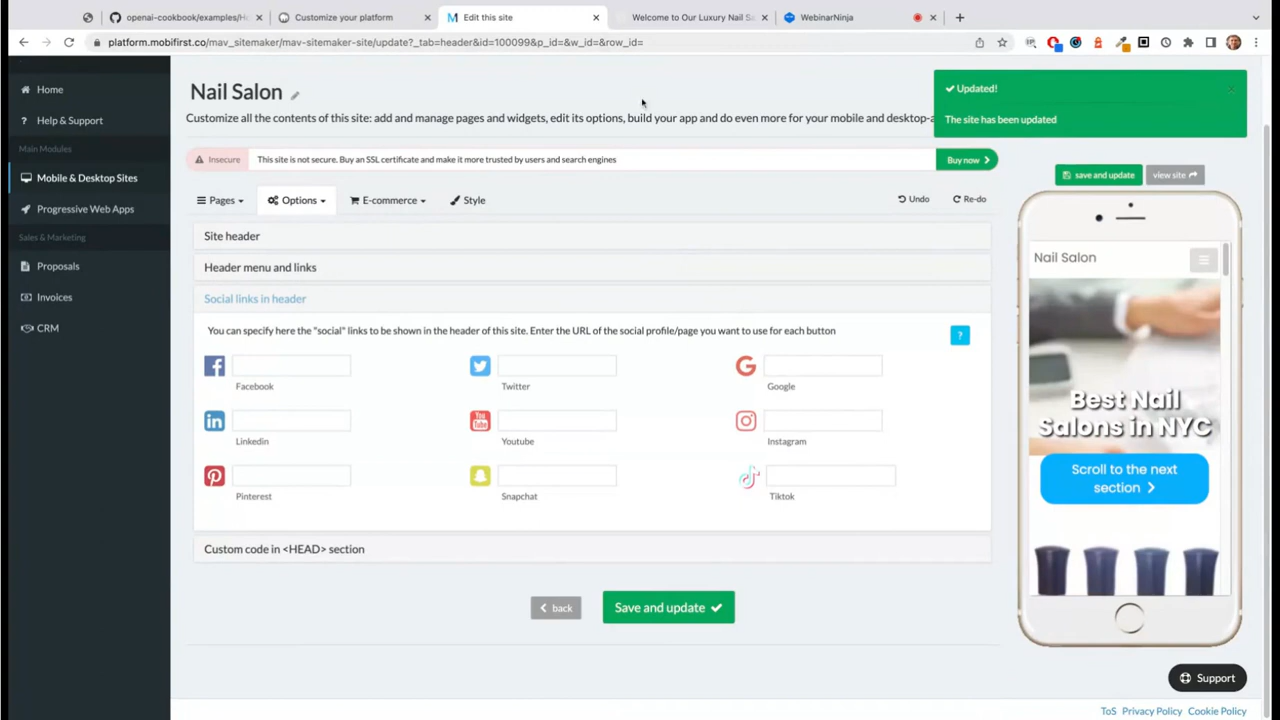 openai-cookbook/examples/H
Customize your platform
Edit this site
Welcome to Our Luxury Nail S
WebinarNinja
platform.mobifirst.co/mav_sitemaker/mav-sitemaker-site/update?_tab=header&id=100099&p_id=&w_id=&row_id=
Home
Help & Support
Main Modules
Mobile & Desktop Sites
Progressive Web Apps
Sales & Marketing
Proposals
Invoices
CRM
Nail Salon
Customize all the contents of this site: add and manage pages and widgets, edit its options, build your app and do even more for your mobile and desktop-a
Updated!
The site has been updated
Insecure
This site is not secure. Buy an SSL certificate and make it more trusted by users and search engines
Buy now
save and update
view site
Pages
Options
E-commerce
Style
Undo
Re-do
Site header
Header menu and links
Social links in header
You can specify here the "social" links to be shown in the header of this site. Enter the URL of the social profile/page you want to use for each button
?
Facebook
Twitter
Google
Linkedin
Youtube
Instagram
Pinterest
Snapchat
Tiktok
Custom code in <HEAD> section
back
Save and update
Nail Salon
Best Nail
Salons in NYC
Scroll to the next
section
Support
ToS Privacy Policy Cookie Policy